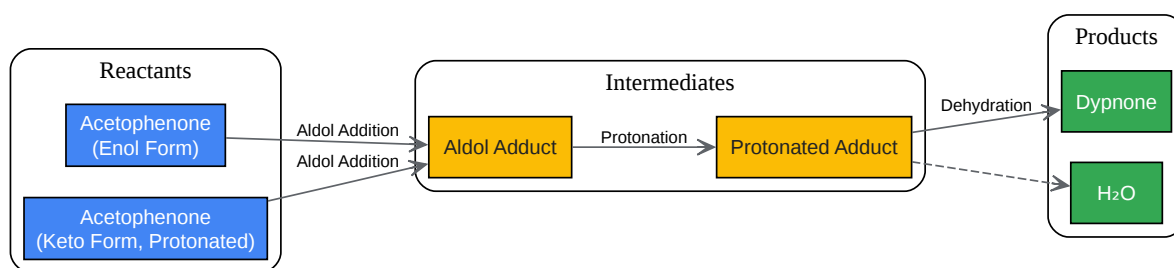 Reactants
Acetophenone
(Enol Form)
Acetophenone
(Keto Form, Protonated)
Aldol Addition
Aldol Addition
Intermediates
Aldol Adduct
Protonation
Protonated Adduct
Dehydration
Products
Dypnone
H₂O